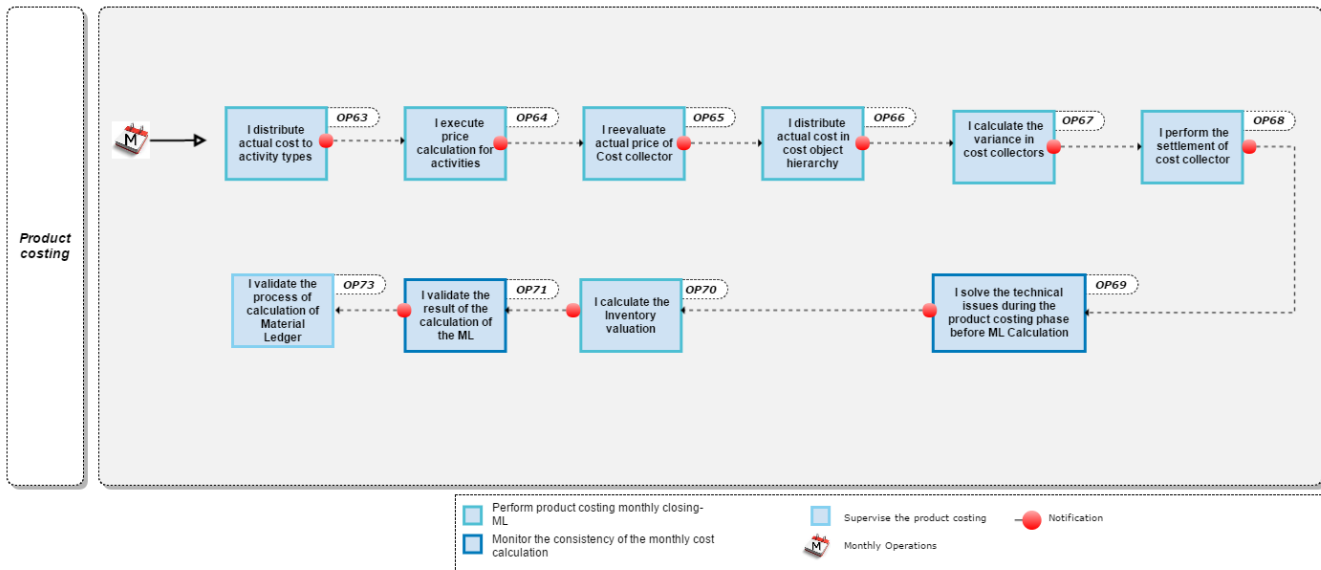 Product
costing
M
OP63
I distribute
actual cost to
activity types
OP64
I execute
price
calculation for
activities
OP65
I reevaluate
actual price of
Cost collector
OP66
I distribute
actual cost in
cost object
hierarchy
OP67
I calculate the
variance in
cost collectors
OP68
I perform the
settlement of
cost collector
OP73
I validate the
process of
calculation of
Material
Ledger
OP71
I validate the
result of the
calculation of
the ML
OP70
I calculate the
Inventory
valuation
OP69
I solve the technical
issues during the
product costing phase
before ML Calculation
Perform product costing monthly closing-
ML
Monitor the consistency of the monthly cost
calculation
Supervise the product costing
M
Monthly Operations
Notification